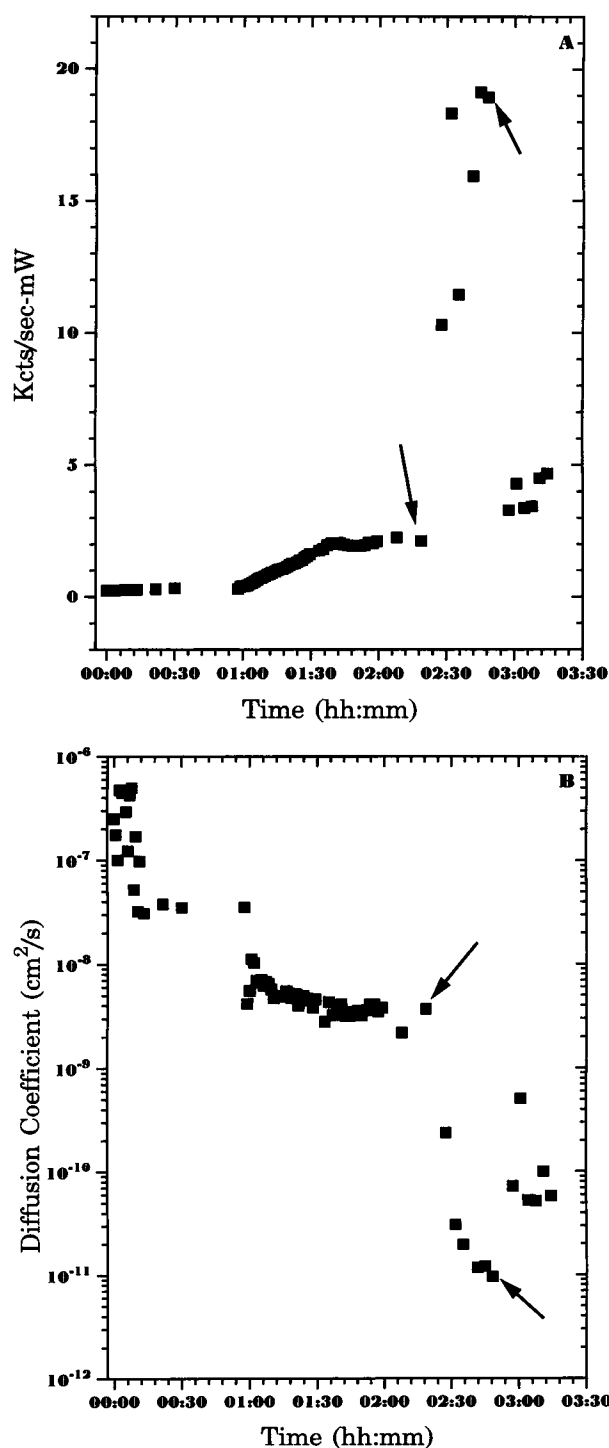 A
20
15
10
5
0
Kcts/sec-mW
00:00 00:30 01:00 01:30 02:00 02:30 03:00 03:30
Time (hh:mm)
B
10⁻⁶
10⁻⁷
10⁻⁸
10⁻⁹
10⁻¹⁰
10⁻¹¹
10⁻¹²
Diffusion Coefficient (cm²/s)
00:00 00:30 01:00 01:30 02:00 02:30 03:00 03:30
Time (hh:mm)